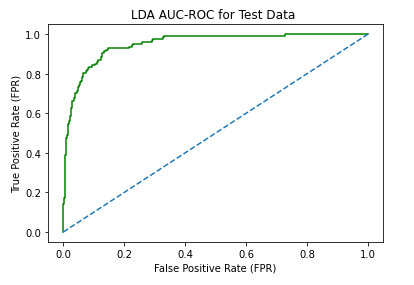 LDA AUC-ROC for Test Data
True Positive Rate (TPR)
1.0
0.8
0.6
0.4
0.2
0.0
0.0 0.2 0.4 0.6 0.8 1.0
False Positive Rate (FPR)